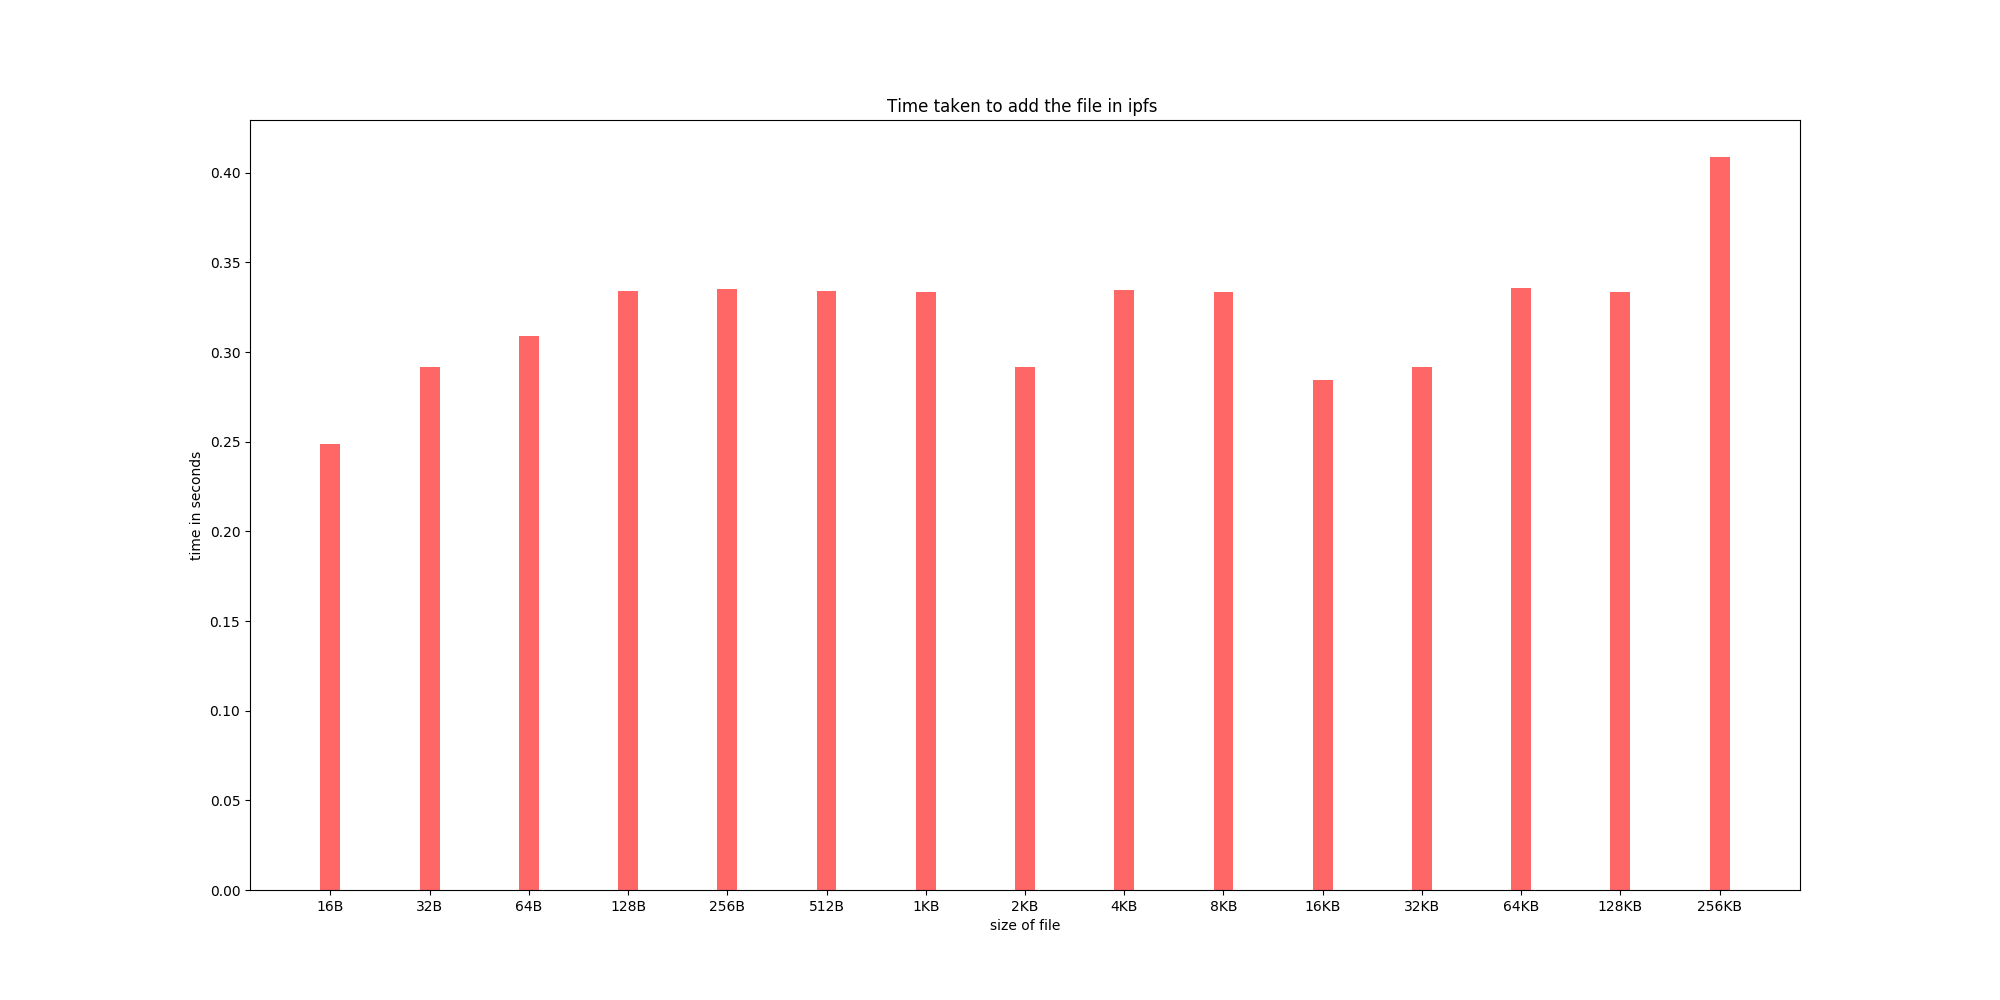 Time taken to add the file in ipfs
0.40
0.35
0.30
0.25
0.20
0.15
0.10
0.05
0.00
time in seconds
16B 32B 64B 128B 256B 512B 1KB 2KB 4KB 8KB 16KB 32KB 64KB 128KB 256KB
size of file